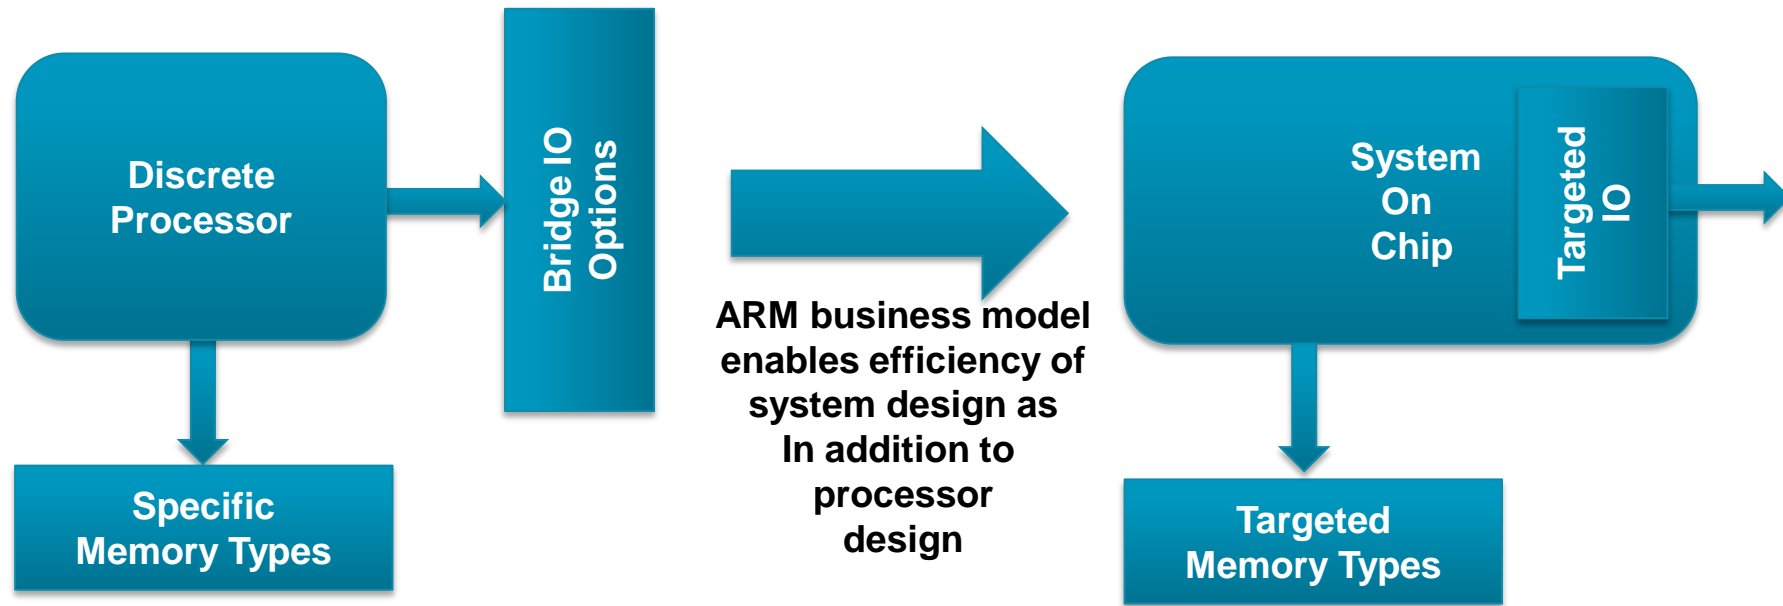 Discrete
Processor
Bridge IO
Options
Specific
Memory Types
ARM business model
enables efficiency of
system design as
In addition to
processor
design
System
On
Chip
Targeted
IO
Targeted
Memory Types